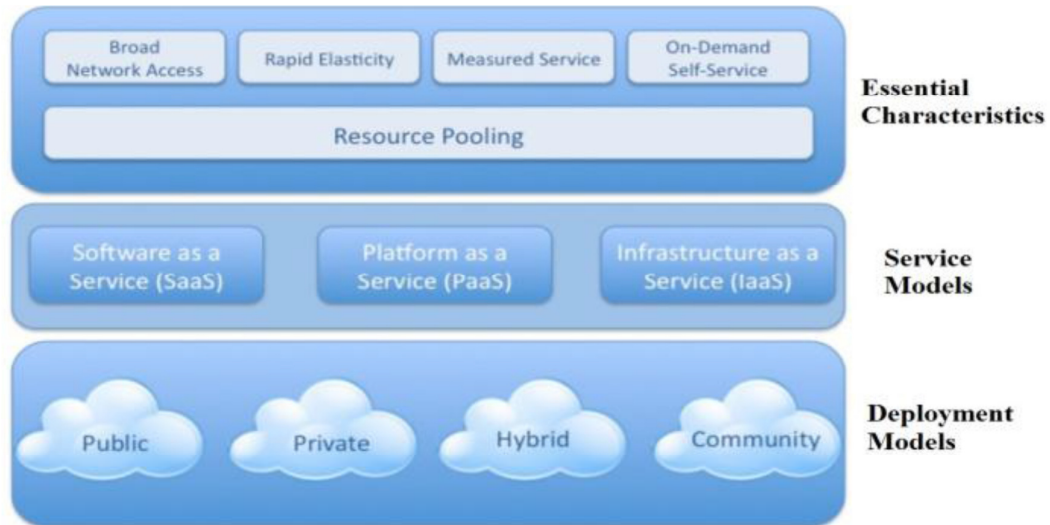 Broad
Network Access
Rapid Elasticity
Measured Service
On-Demand
Self-Service
Resource Pooling
Essential
Characteristics
Software as a
Service (SaaS)
Platform as a
Service (PaaS)
Infrastructure as a
Service (IaaS)
Service
Models
Public
Private
Hybrid
Community
Deployment
Models